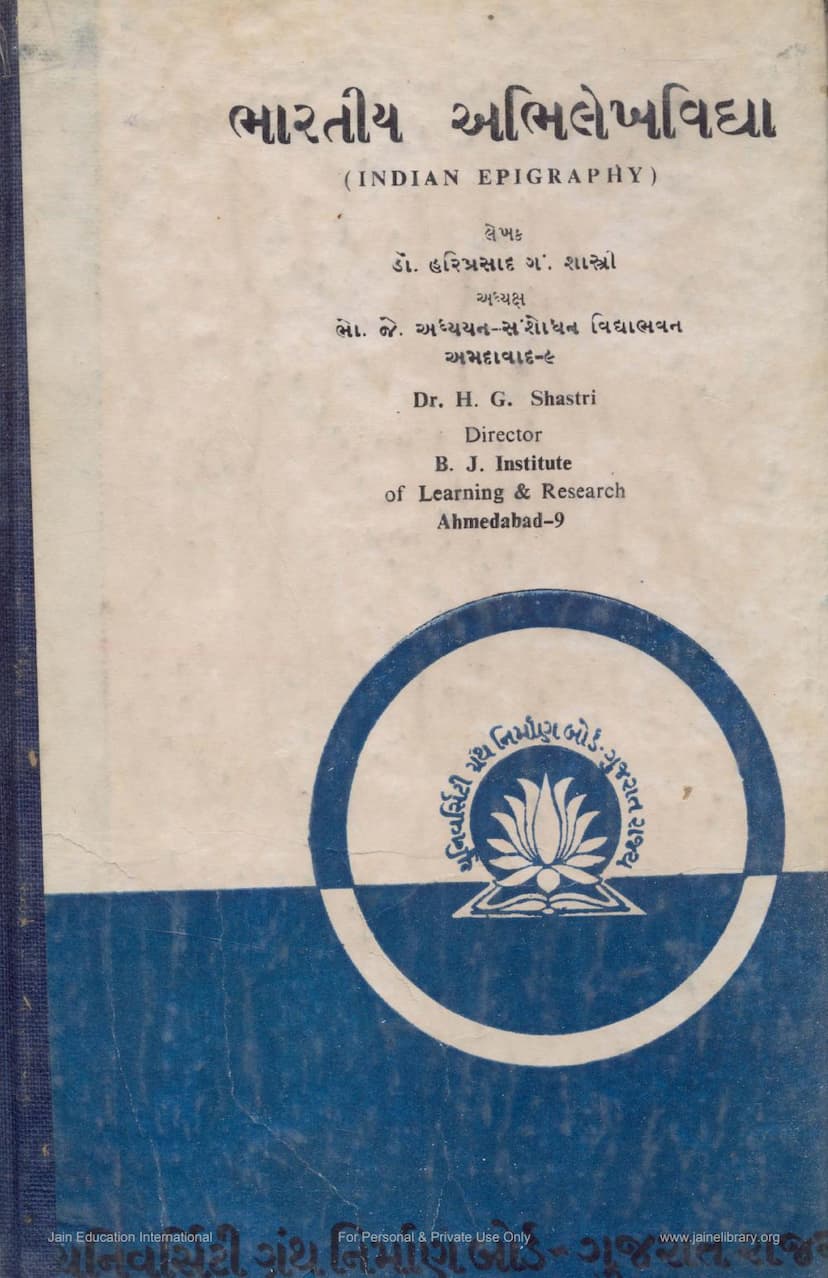 ભારતીય અભિલેખવિદ્યા
(INDIAN EPIGRAPHY)
લેખક
ડૉ. હરિપ્રસાદ ગં. શાસ્ત્રી
અધ્યક્ષ
ભો. જે. અધ્યયન–સંશોધન વિદ્યાભવન
અમદાવાદ–૯
Dr. H. G. Shastri
Director
B. J. Institute
of Learning & Research
Ahmedabad–9
યુનિવર્સિટી ગ્રંથ નિર્માણ બોર્ડ·ગુજરાત રાજ્ય
યુનિવર્સિટી ગ્રંથ નિર્માણ બોર્ડ - ગુજરાત રાજ્ય
Jain Education International For Personal & Private Use Only www.jainelibrary.org